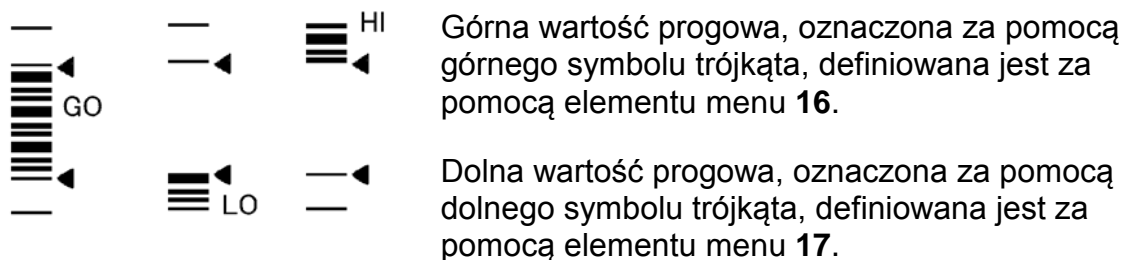 HI
GO
LO
Górna wartość progowa, oznaczona za pomocą
górnego symbolu trójkąta, definiowana jest za
pomocą elementu menu 16.
Dolna wartość progowa, oznaczona za pomocą
dolnego symbolu trójkąta, definiowana jest za
pomocą elementu menu 17.